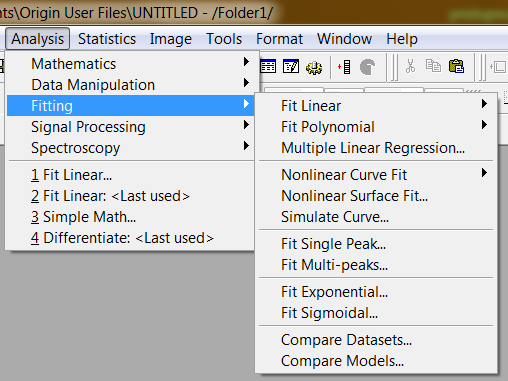 nts\Origin User Files\UNTITLED - /Folder1/
Analysis Statistics Image Tools Format Window Help
Mathematics
Data Manipulation
Fitting
Signal Processing
Spectroscopy
1 Fit Linear...
2 Fit Linear: <Last used>
3 Simple Math...
4 Differentiate: <Last used>
Fit Linear
Fit Polynomial
Multiple Linear Regression...
Nonlinear Curve Fit
Nonlinear Surface Fit...
Simulate Curve...
Fit Single Peak...
Fit Multi-peaks...
Fit Exponential...
Fit Sigmoidal...
Compare Datasets...
Compare Models...